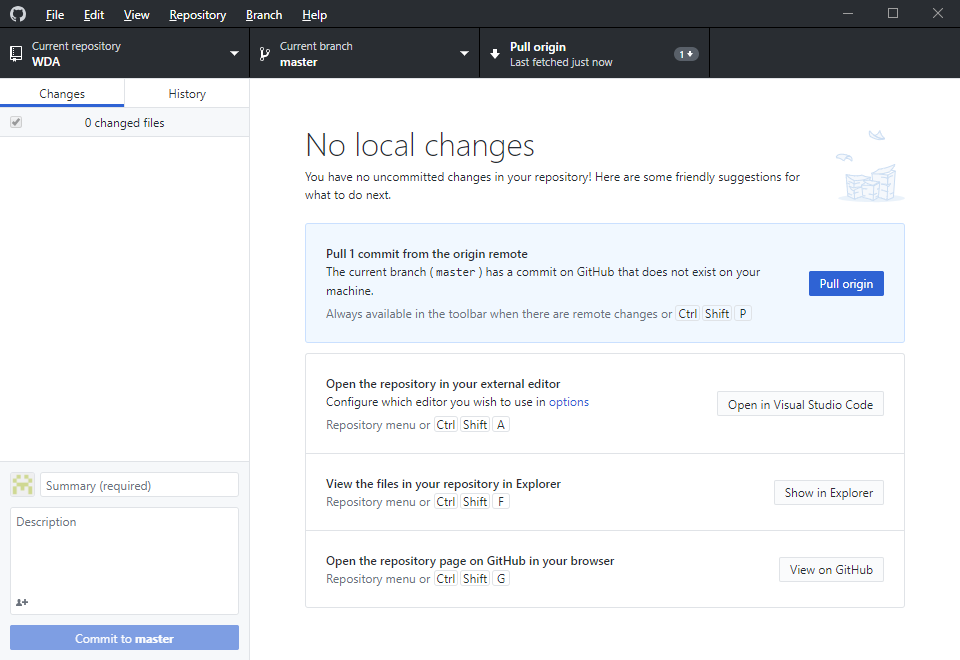 File Edit View Repository Branch Help
Current repository
WDA
Current branch
master
Pull origin
Last fetched just now
1
Changes
History
0 changed files
No local changes
You have no uncommitted changes in your repository! Here are some friendly suggestions for
what to do next.
Pull 1 commit from the origin remote
The current branch ( master ) has a commit on GitHub that does not exist on your
machine.
Always available in the toolbar when there are remote changes or Ctrl Shift P
Pull origin
Open the repository in your external editor
Configure which editor you wish to use in options
Repository menu or Ctrl Shift A
Open in Visual Studio Code
View the files in your repository in Explorer
Repository menu or Ctrl Shift F
Show in Explorer
Open the repository page on GitHub in your browser
Repository menu or Ctrl Shift G
View on GitHub
Summary (required)
Description
Commit to master